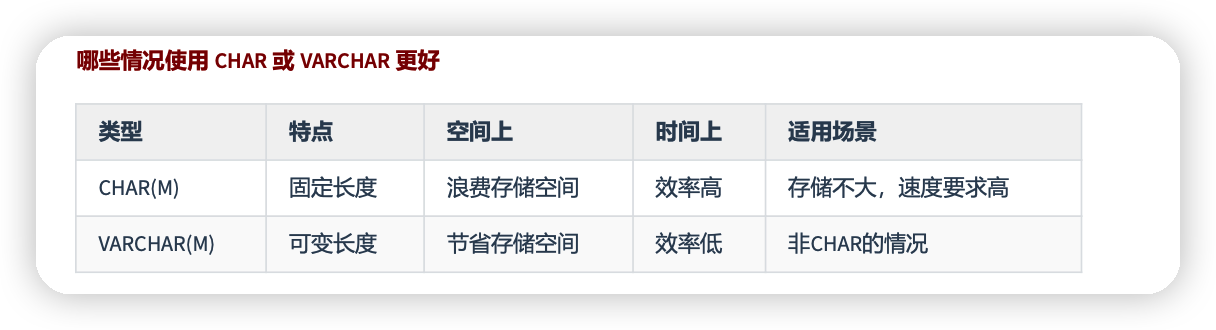 哪些情况使用 CHAR 或 VARCHAR 更好
类型 特点 空间上 时间上 适用场景
CHAR(M) 固定长度 浪费存储空间 效率高 存储不大，速度要求高
VARCHAR(M) 可变长度 节省存储空间 效率低 非CHAR的情况